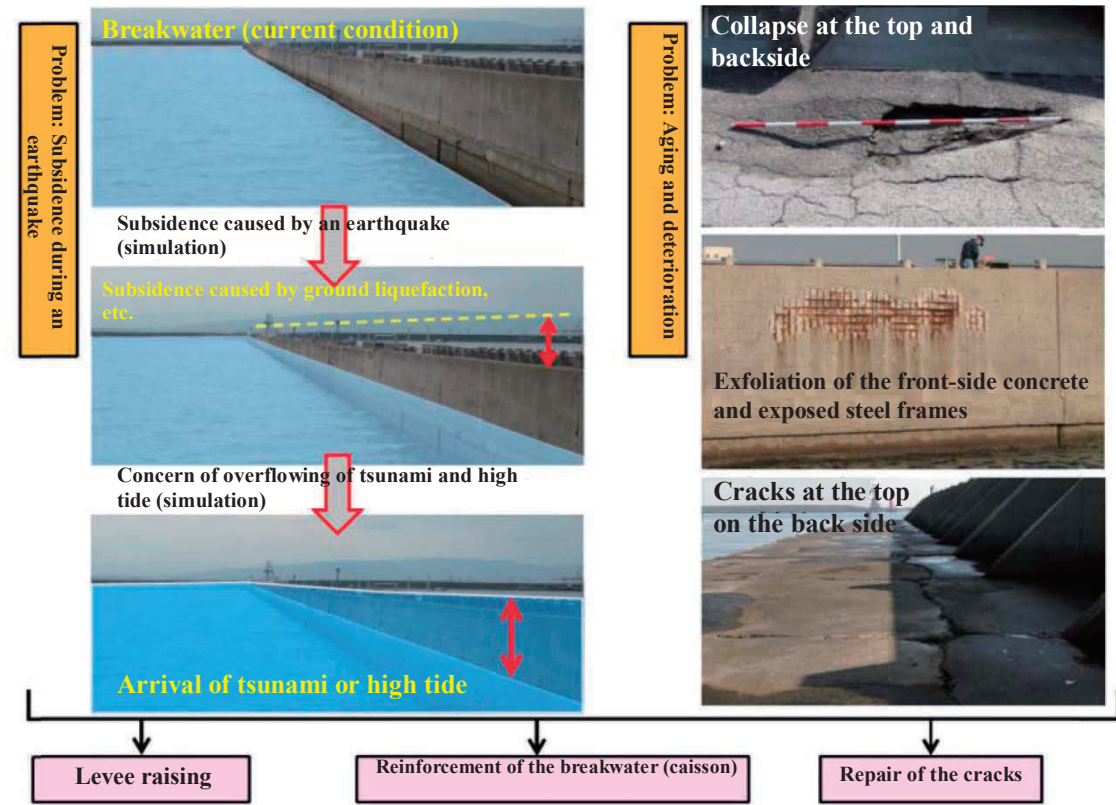 Problem: Subsidence during an
earthquake
Breakwater (current condition)
Subsidence caused by an earthquake
(simulation)
Subsidence caused by ground liquefaction,
etc.
Concern of overflowing of tsunami and high
tide (simulation)
Arrival of tsunami or high tide
Problem: Aging and deterioration
Collapse at the top and
backside
Exfoliation of the front-side concrete
and exposed steel frames
Cracks at the top
on the back side
Levee raising
Reinforcement of the breakwater (caisson)
Repair of the cracks